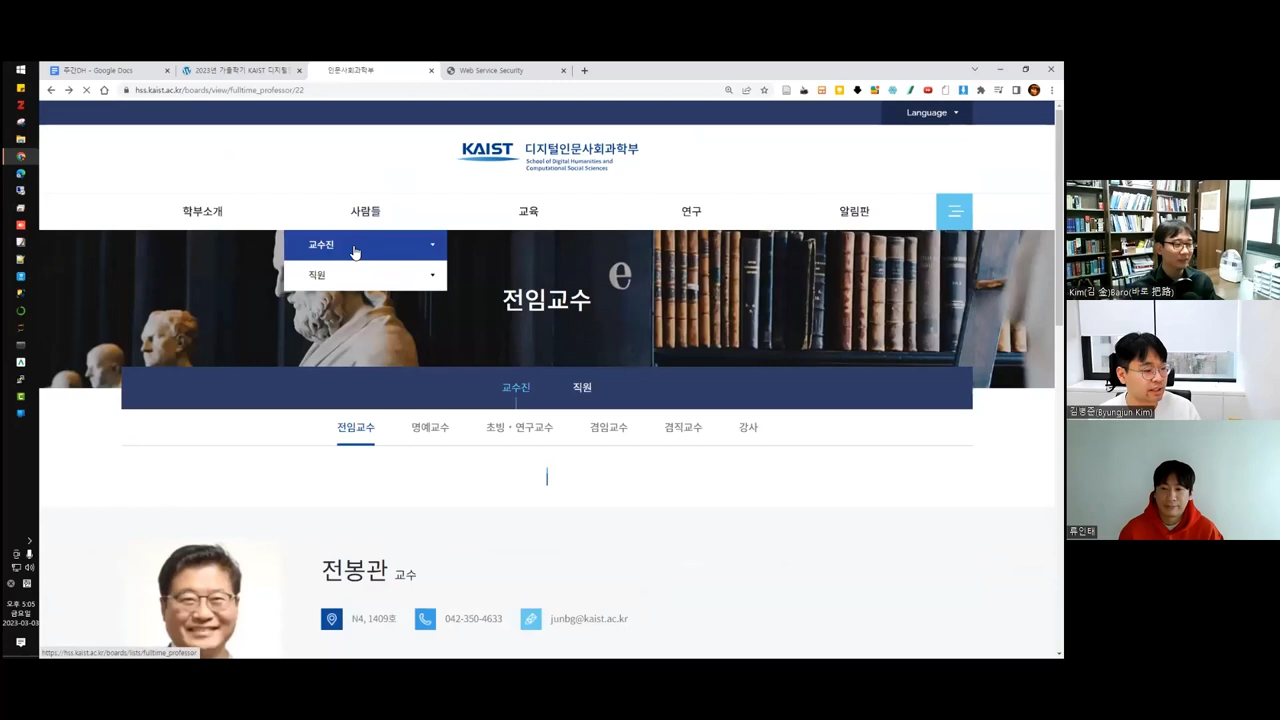 주간DH - Google Docs
2023년 가을학기 KAIST 디지털
인문사회과학부
Web Service Security
hss.kaist.ac.kr/boards/view/fulltime_professor/22
Language
KAIST 디지털인문사회과학부
School of Digital Humanities and
Computational Social Sciences
학부소개
사람들
교육
연구
알림판
교수진
직원
e
전임교수
교수진
직원
전임교수
명예교수
초빙・연구교수
겸임교수
겸직교수
강사
전봉관 교수
N4, 1409호
042-350-4633
junbg@kaist.ac.kr
https://hss.kaist.ac.kr/boards/lists/fulltime_professor
오후 5:05
금요일
2023-03-03
Kim(김 金)Baro(바로 把路)
김병준(Byungjun Kim)
류인태